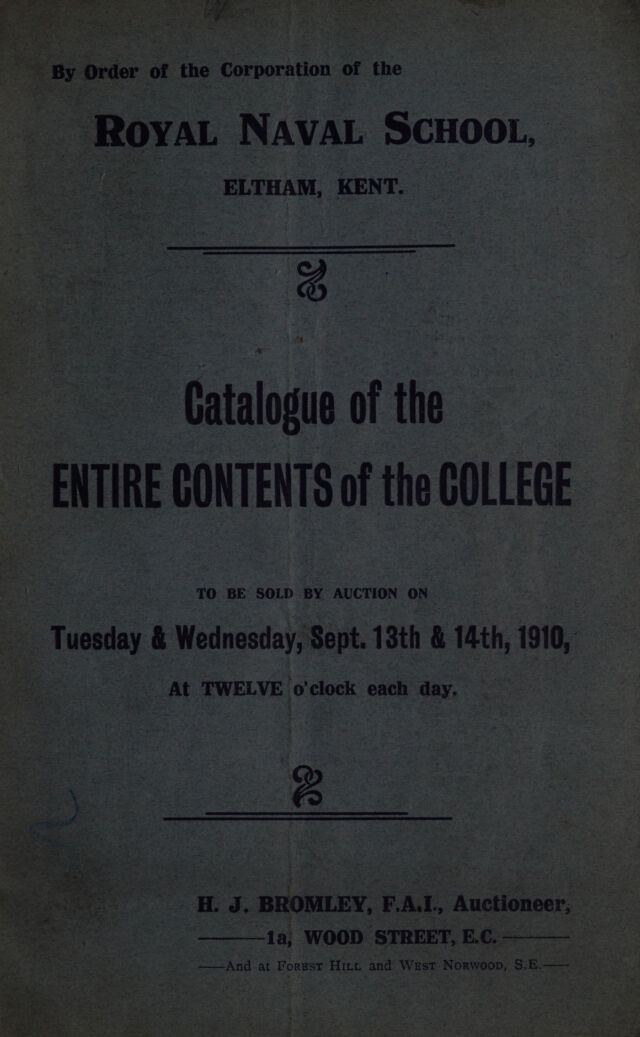 By Order of the Corporation of the
ROYAL NAVAL SCHOOL,
ELTHAM, KENT.
Catalogue of the
ENTIRE CONTENTS of the COLLEGE
TO BE SOLD BY AUCTION ON
Tuesday & Wednesday, Sept. 13th & 14th, 1910,
At TWELVE o'clock each day.
H. J. BROMLEY, F.A.I., Auctioneer,
1a, WOOD STREET, E.C.
And at FOREST HILL and WEST NORWOOD, S.E.